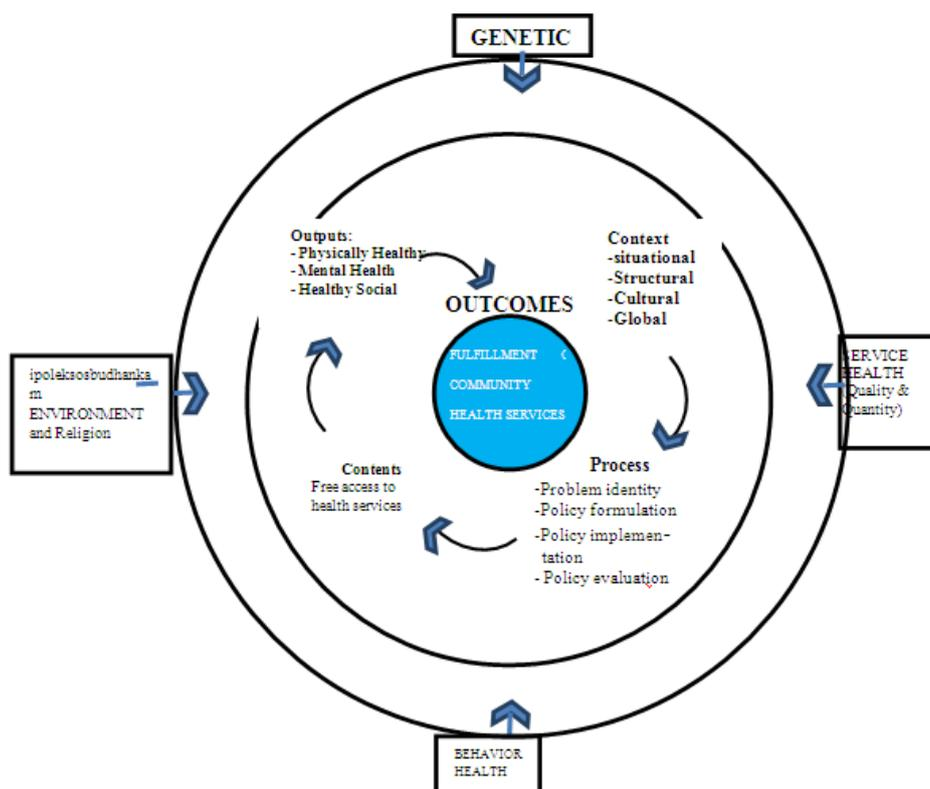 GENETIC
Outputs:
- Physically Healthy
- Mental Health
- Healthy Social
Context
-situational
-Structural
-Cultural
-Global
OUTCOMES
FULFILLMENT (
COMMUNITY
HEALTH SERVICES
ipoleksosbudhanka
m
ENVIRONMENT
and Religion
SERVICE
HEALTH
(Quality &
Quantity)
Contents
Free access to
health services
Process
-Problem identity
-Policy formulation
-Policy implemen-
tation
- Policy evaluation
BEHAVIOR
HEALTH